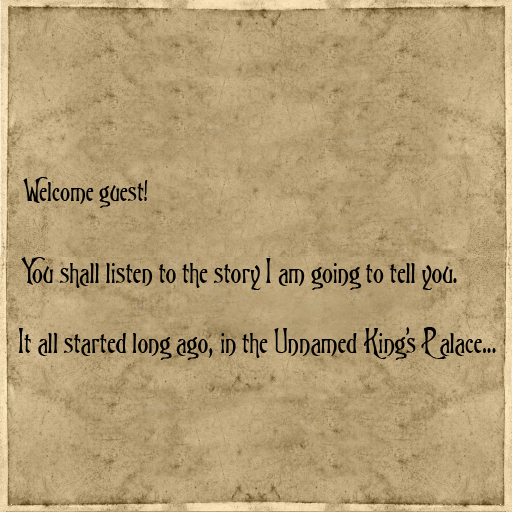 Welcome guest!
You shall listen to the story I am going to tell you.
It all started long ago, in the Unnamed King's Palace...